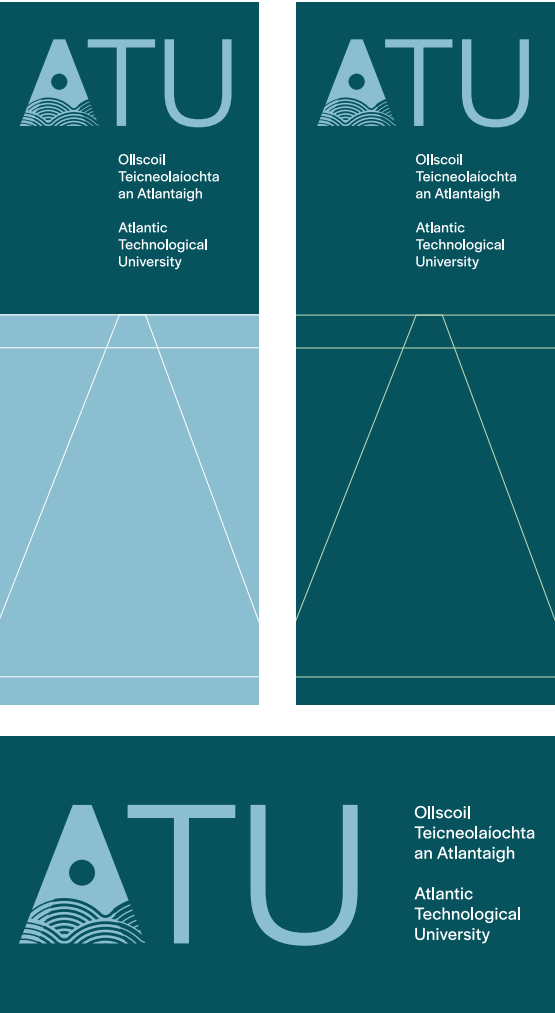 ATU
Ollscoil
Teicneolaíochta
an Atlantaigh
Atlantic
Technological
University
ATU
Ollscoil
Teicneolaíochta
an Atlantaigh
Atlantic
Technological
University
ATU
Ollscoil
Teicneolaíochta
an Atlantaigh
Atlantic
Technological
University